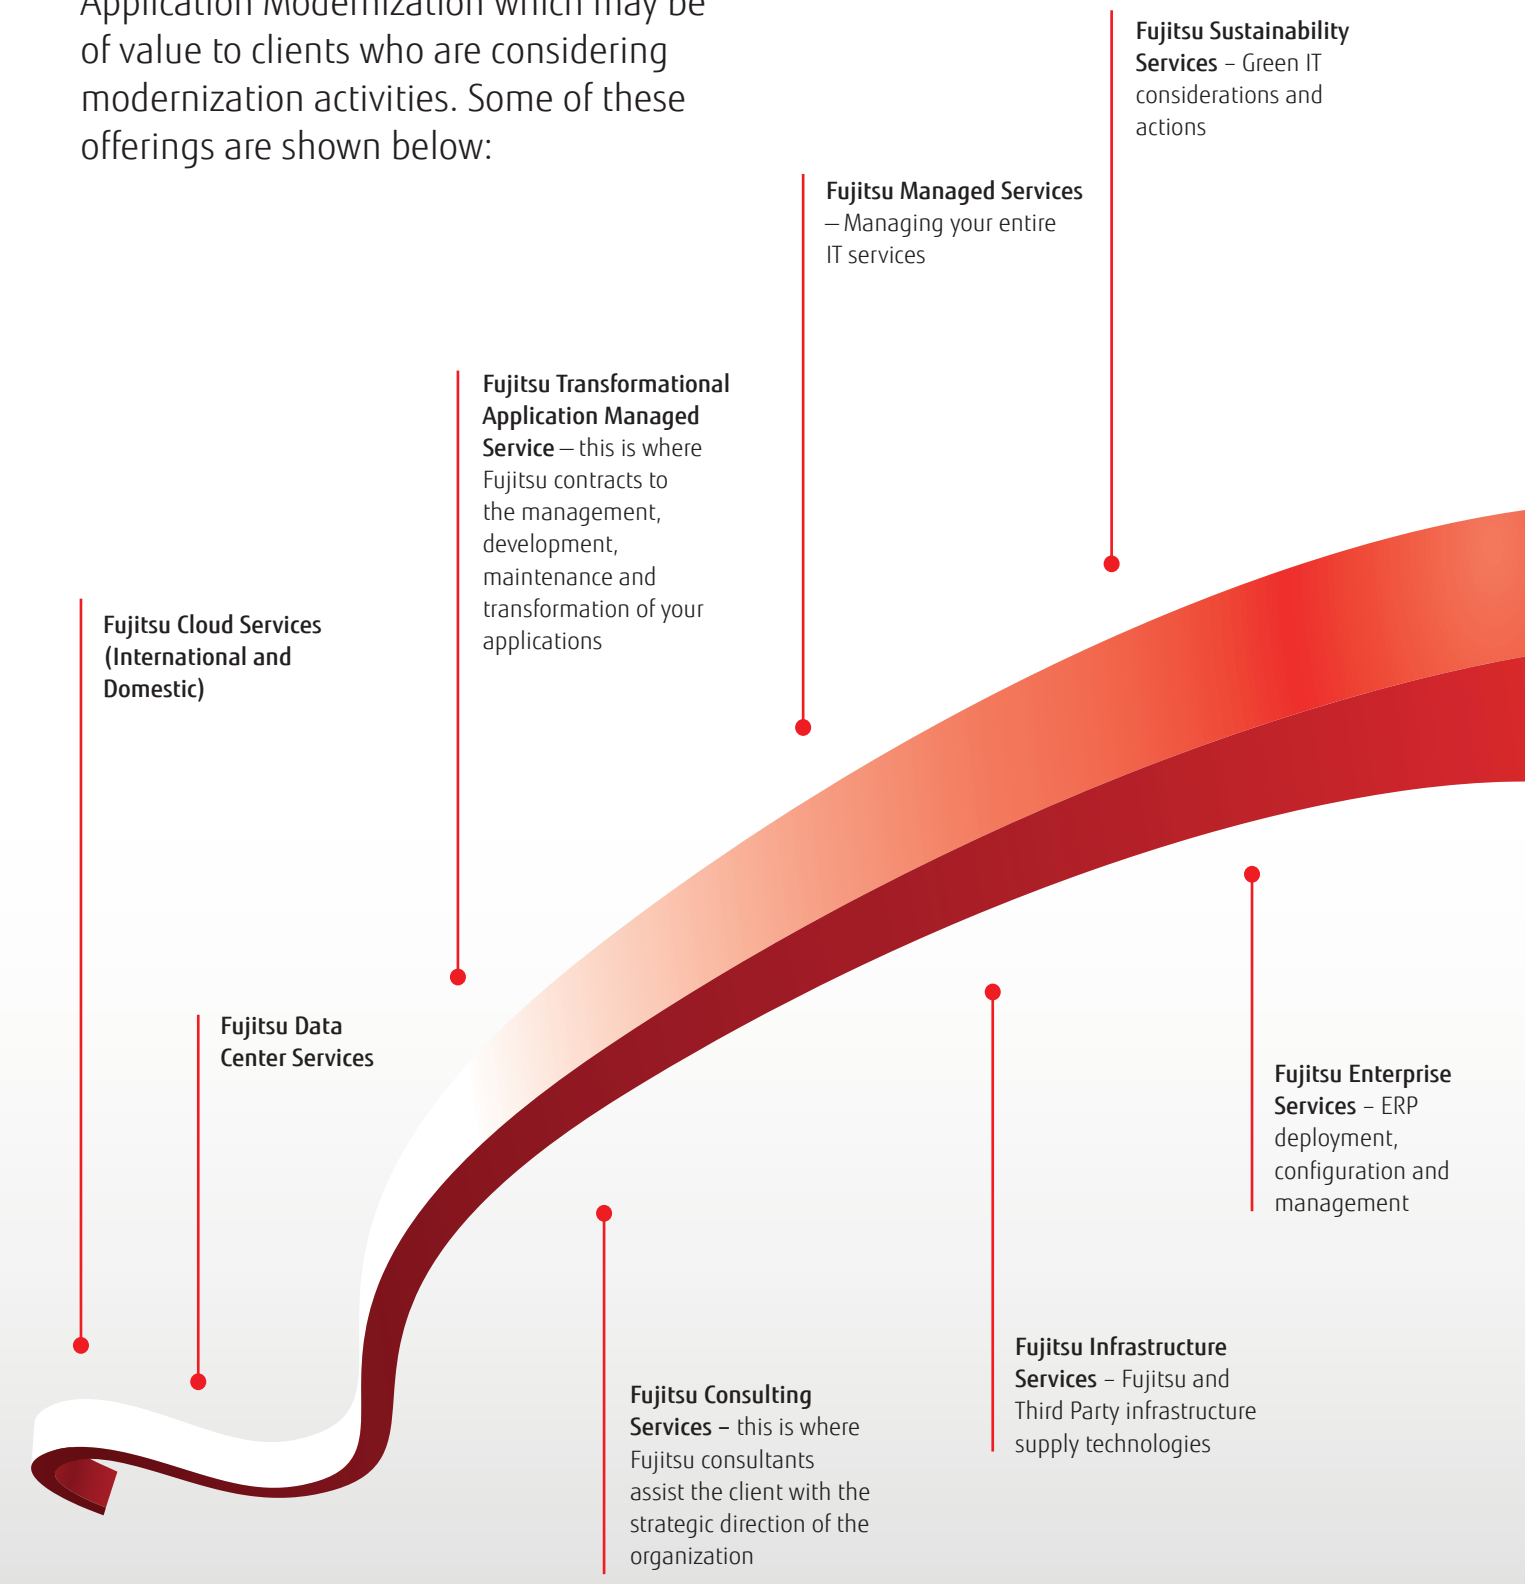 Application Modernization which may be
of value to clients who are considering
modernization activities. Some of these
offerings are shown below:
Fujitsu Sustainability
Services – Green IT
considerations and
actions
Fujitsu Managed Services
– Managing your entire
IT services
Fujitsu Transformational
Application Managed
Service – this is where
Fujitsu contracts to
the management,
development,
maintenance and
transformation of your
applications
Fujitsu Cloud Services
(International and
Domestic)
Fujitsu Data
Center Services
Fujitsu Enterprise
Services – ERP
deployment,
configuration and
management
Fujitsu Infrastructure
Services – Fujitsu and
Third Party infrastructure
supply technologies
Fujitsu Consulting
Services – this is where
Fujitsu consultants
assist the client with the
strategic direction of the
organization